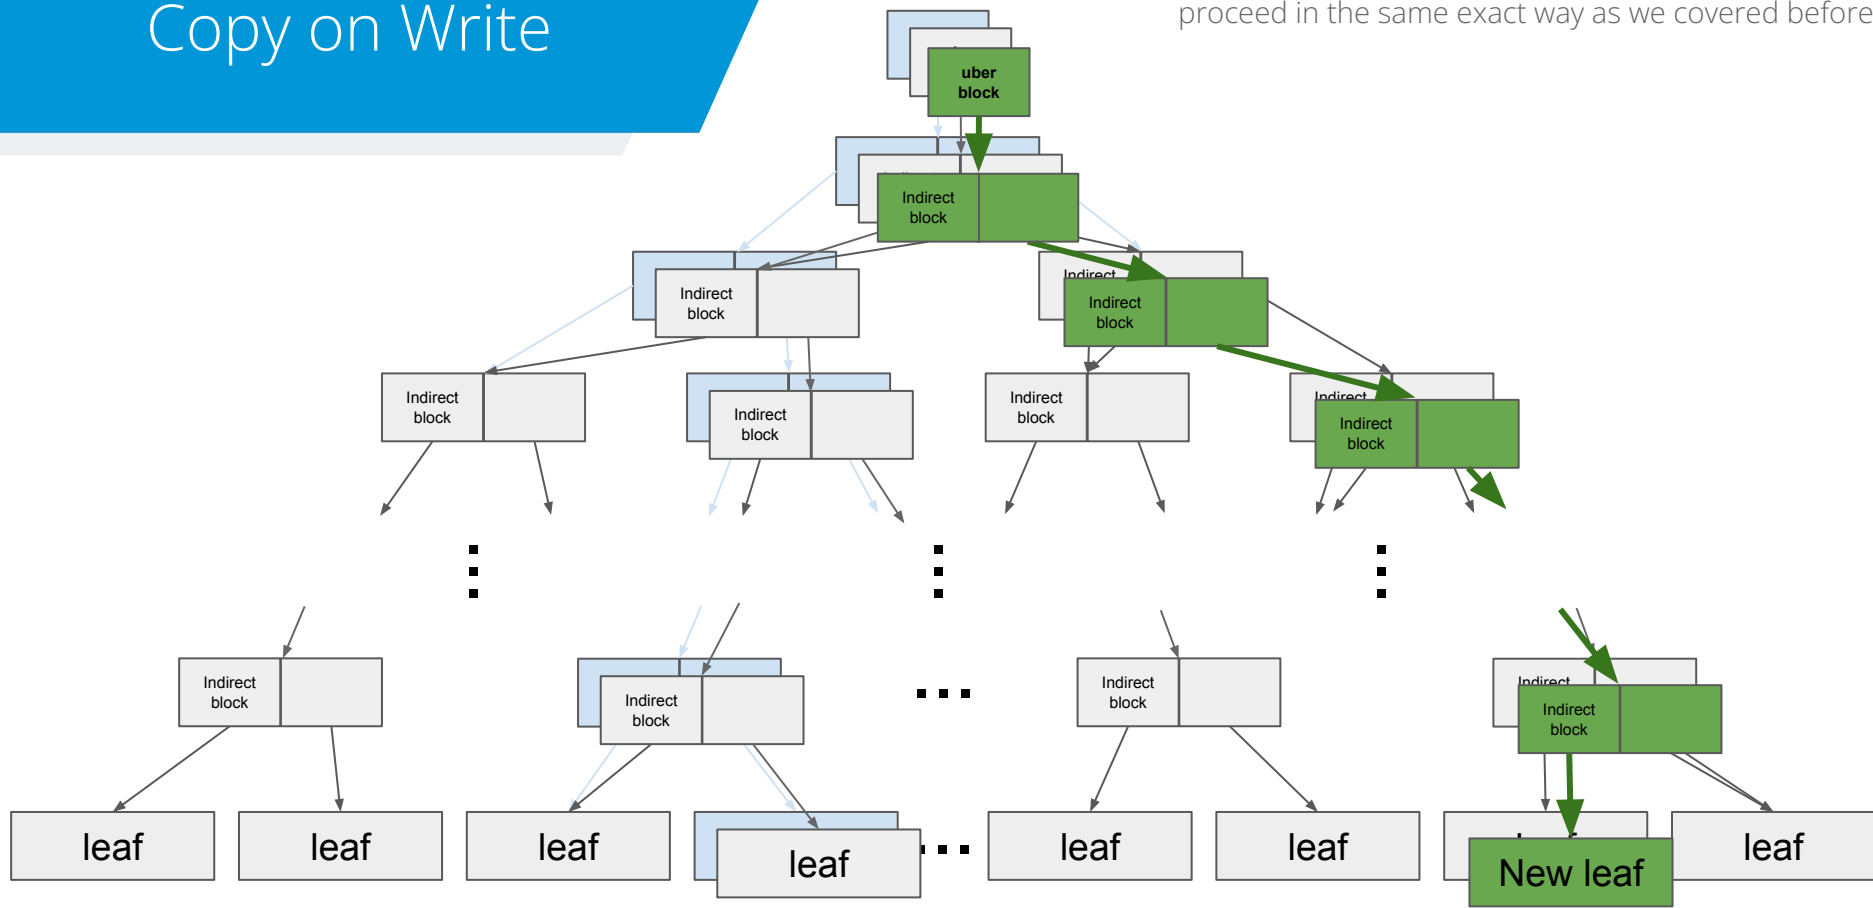 Copy on Write
proceed in the same exact way as we covered before
uber
block
Indirect
block
Indirect
Indirect
block
Indirect
block
Indirect
block
Indirect
block
Indirect
block
Indirect
Indirect
block
Indirect
block
Indirect
block
Indirect
block
Indirect
Indirect
block
leaf
leaf
leaf
leaf
leaf
leaf
New leaf
leaf